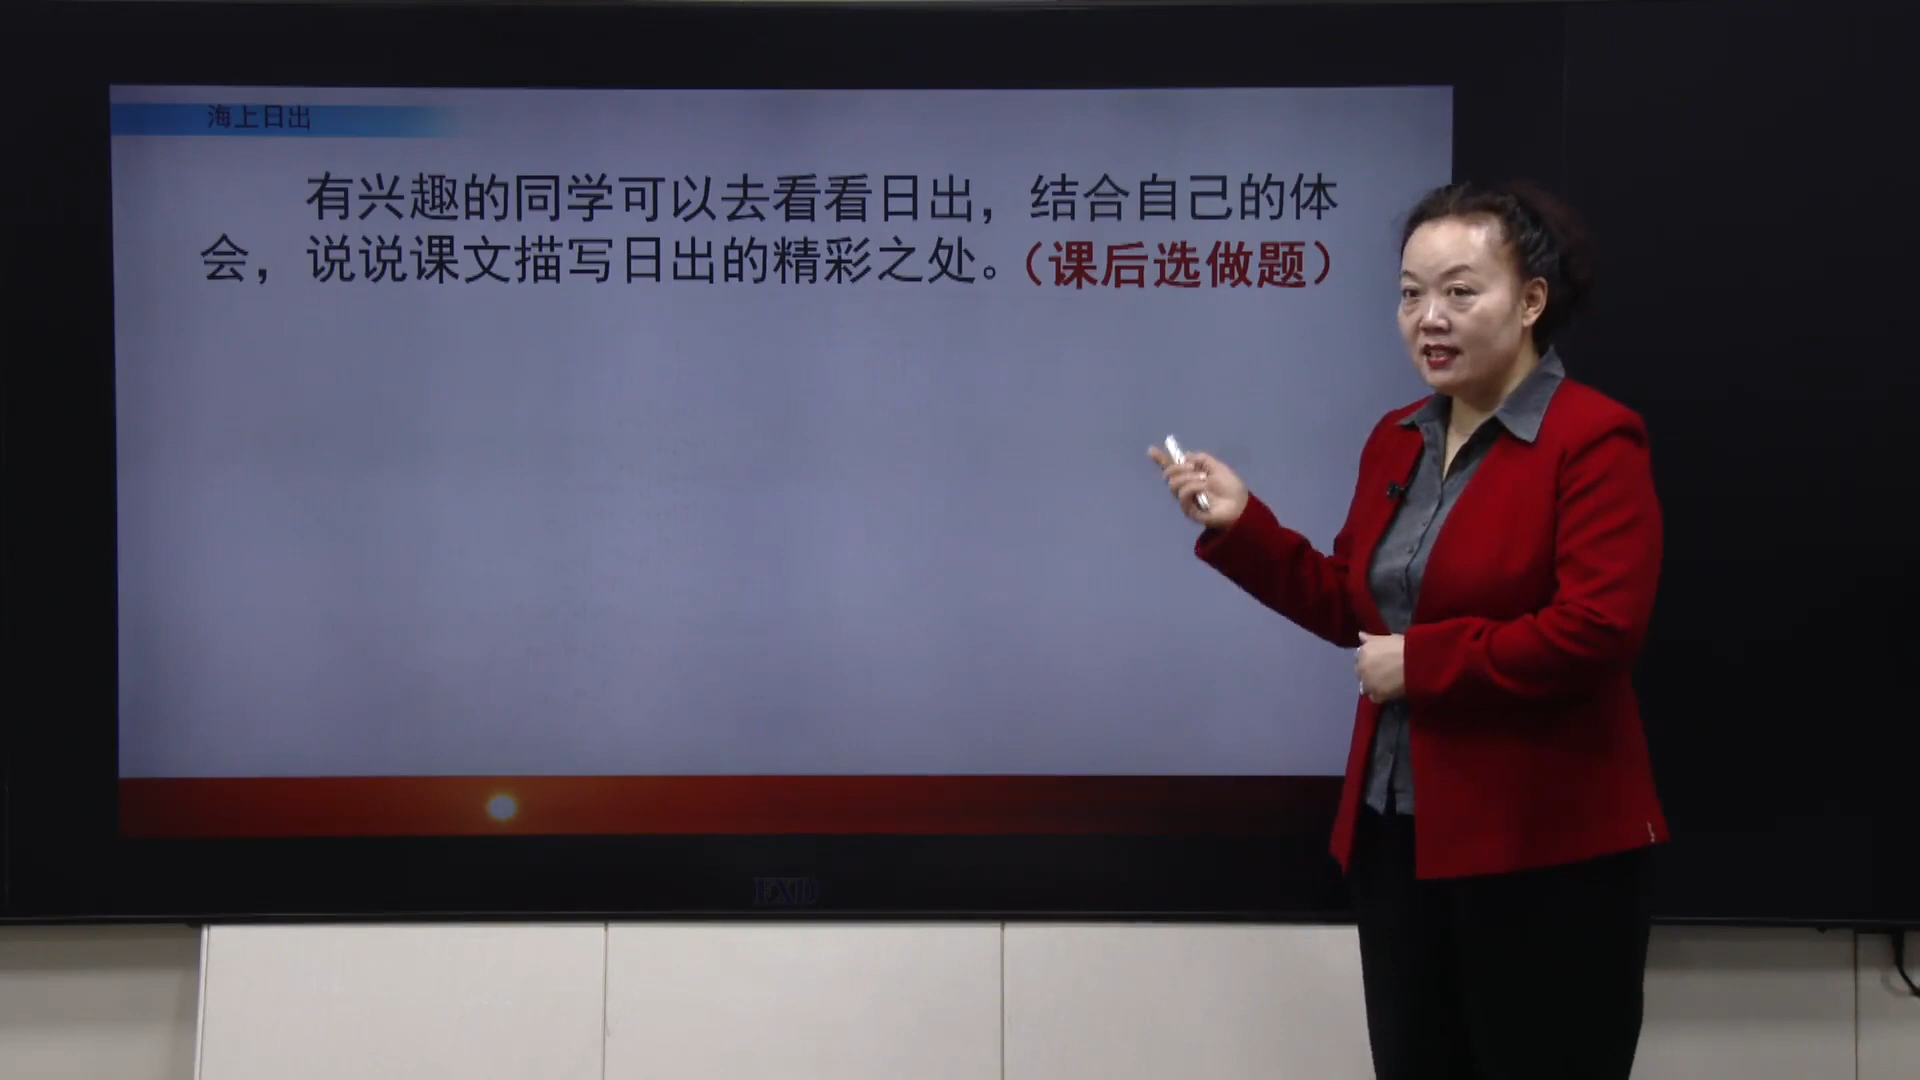 海上日出
有兴趣的同学可以去看看日出，结合自己的体
会，说说课文描写日出的精彩之处。（课后选做题）
EXD